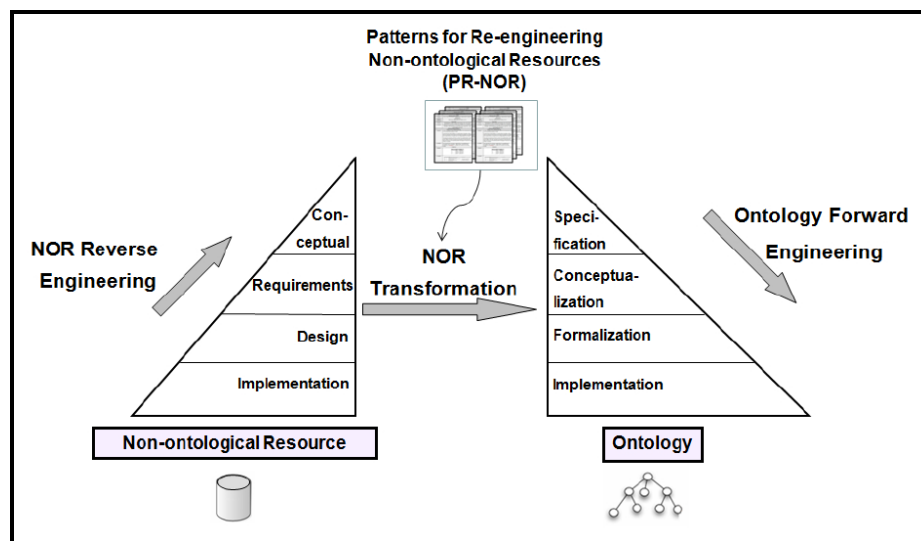 Patterns for Re-engineering
Non-ontological Resources
(PR-NOR)
NOR Reverse
Engineering
Con-
ceptual
Requirements
Design
Implementation
NOR
Transformation
Speci-
fication
Conceptua-
lization
Formalization
Implementation
Ontology Forward
Engineering
Non-ontological Resource
Ontology